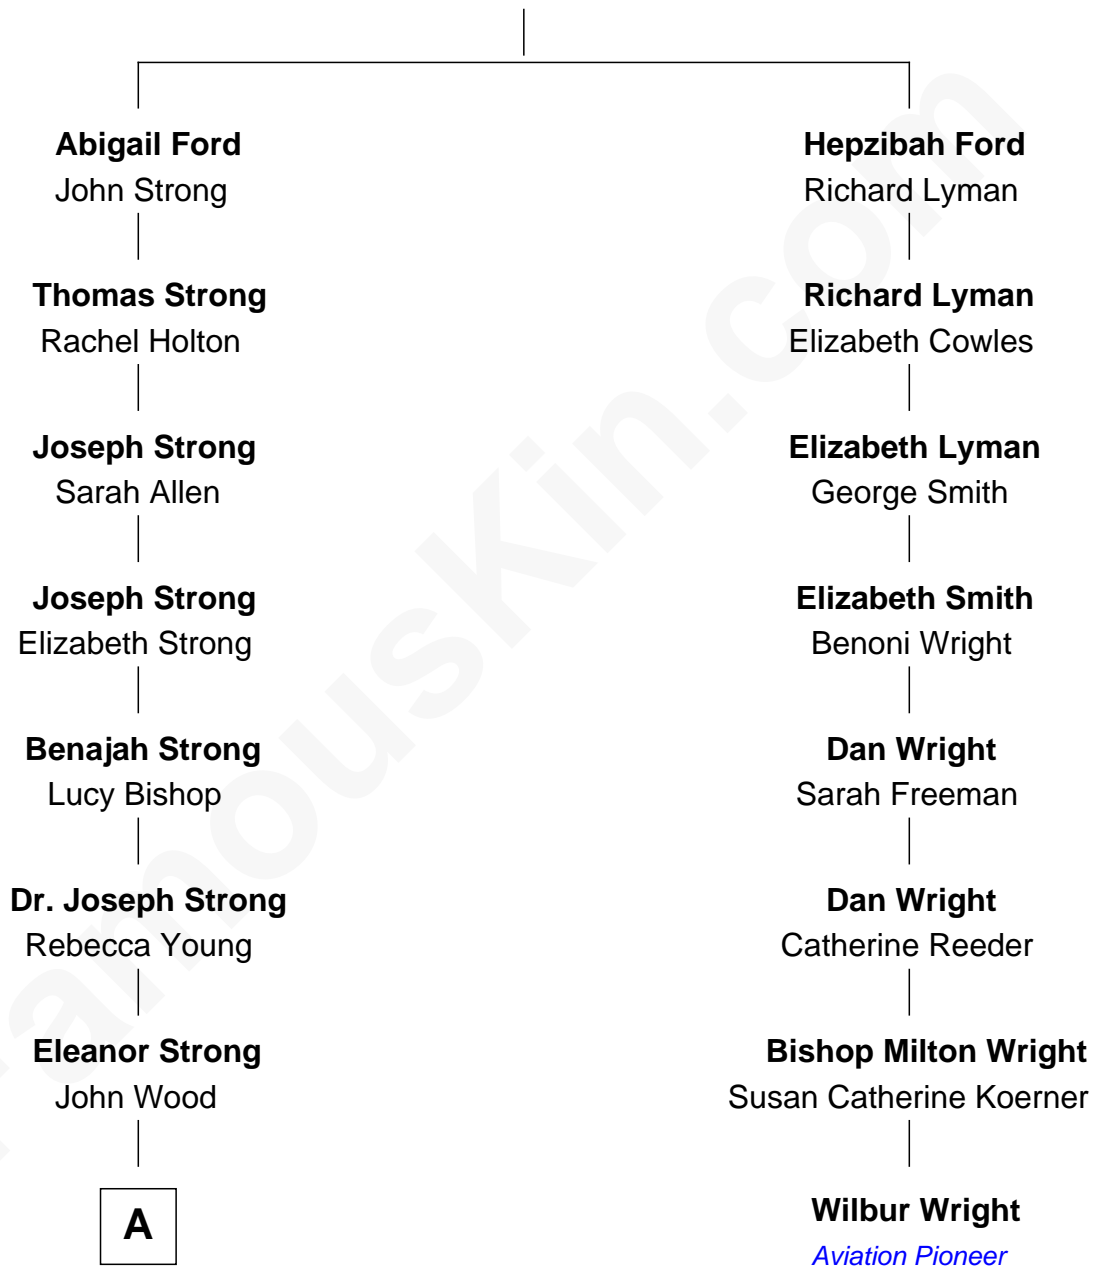 Abigail Ford
John Strong
Hepzibah Ford
Richard Lyman
Thomas Strong
Rachel Holton
Richard Lyman
Elizabeth Cowles
Joseph Strong
Sarah Allen
Elizabeth Lyman
George Smith
Joseph Strong
Elizabeth Strong
Elizabeth Smith
Benoni Wright
Benajah Strong
Lucy Bishop
Dan Wright
Sarah Freeman
Dr. Joseph Strong
Rebecca Young
Dan Wright
Catherine Reeder
Eleanor Strong
John Wood
Bishop Milton Wright
Susan Catherine Koerner
A
Wilbur Wright
Aviation Pioneer
FamousKin.com